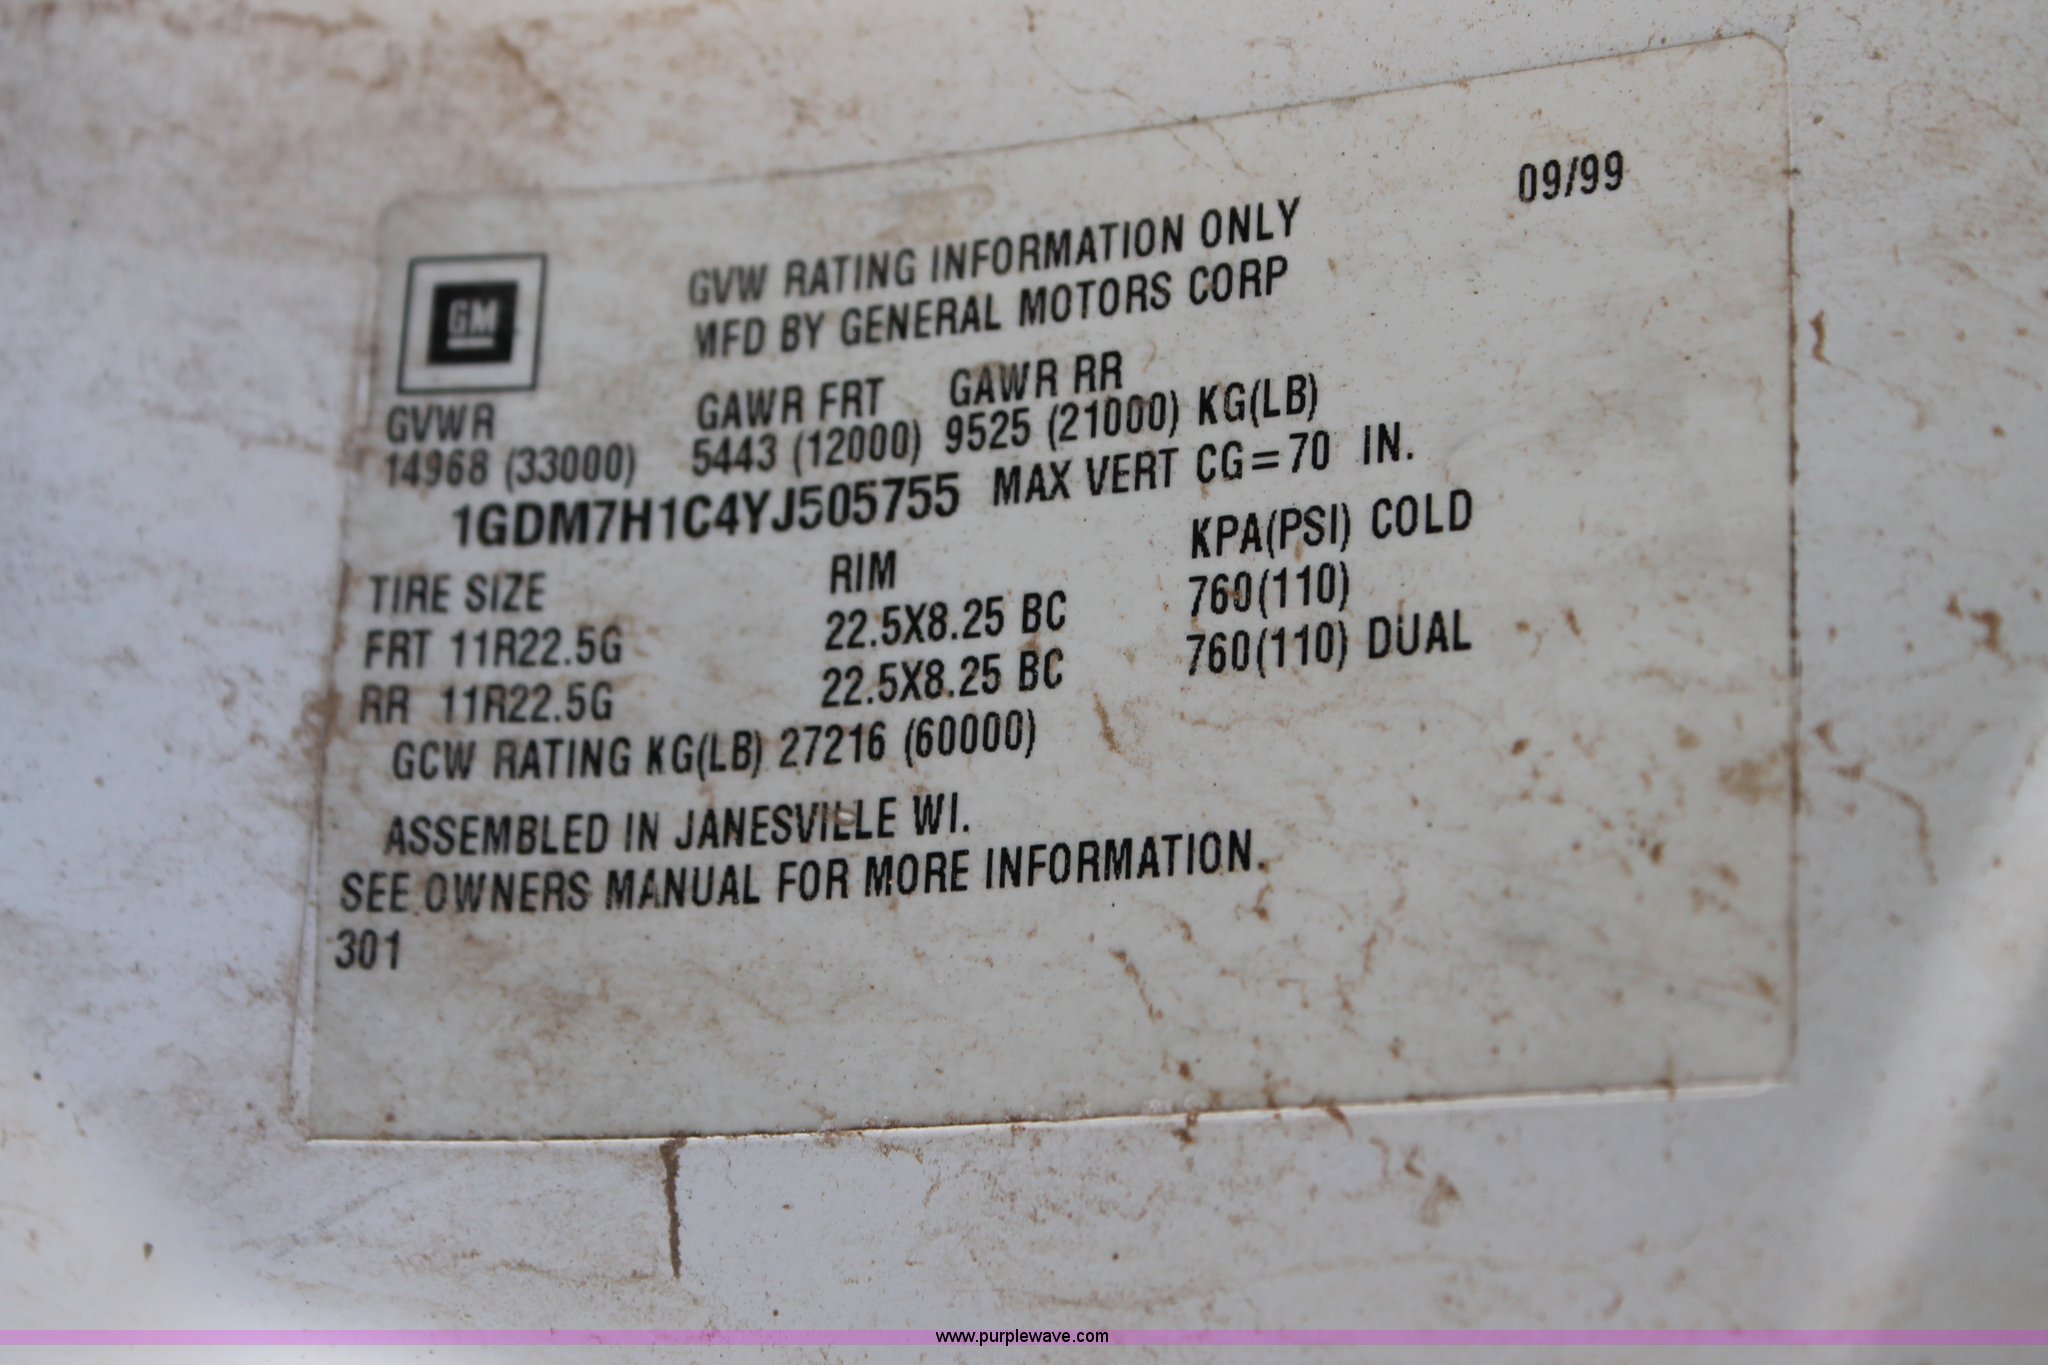 09/99
GM
GVW RATING INFORMATION ONLY
MFD BY GENERAL MOTORS CORP
GVWR GAWR FRT GAWR RR
14968 (33000) 5443 (12000) 9525 (21000) KG(LB)
1GDM7H1C4YJ505755 MAX VERT CG=70 IN.
TIRE SIZE RIM KPA(PSI) COLD
FRT 11R22.5G 22.5X8.25 BC 760(110)
RR 11R22.5G 22.5X8.25 BC 760(110) DUAL
GCW RATING KG(LB) 27216 (60000)
ASSEMBLED IN JANESVILLE WI.
SEE OWNERS MANUAL FOR MORE INFORMATION.
301
www.purplewave.com